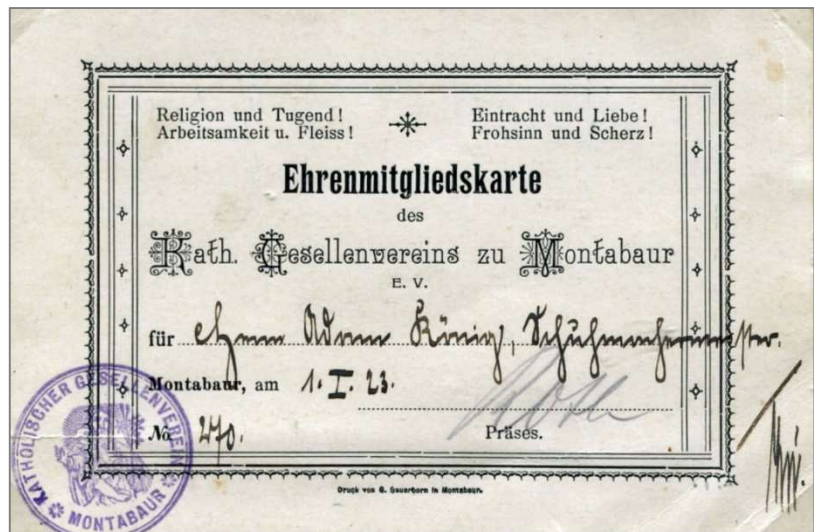 Religion und Tugend! Eintracht und Liebe!
Arbeitsamkeit u. Fleiss! Frohsinn und Scherz!
Ehrenmitgliedskarte
des
Kath. Gesellenvereins zu Montabaur
E. V.
für Herrn Adam König, Schuhmachermeister.
Montabaur, am 1. I. 23.
No. 270.
Präses.
KATHOLISCHER GESELLENVEREIN
MONTABAUR
Druck von G. Sauerborn in Montabaur.